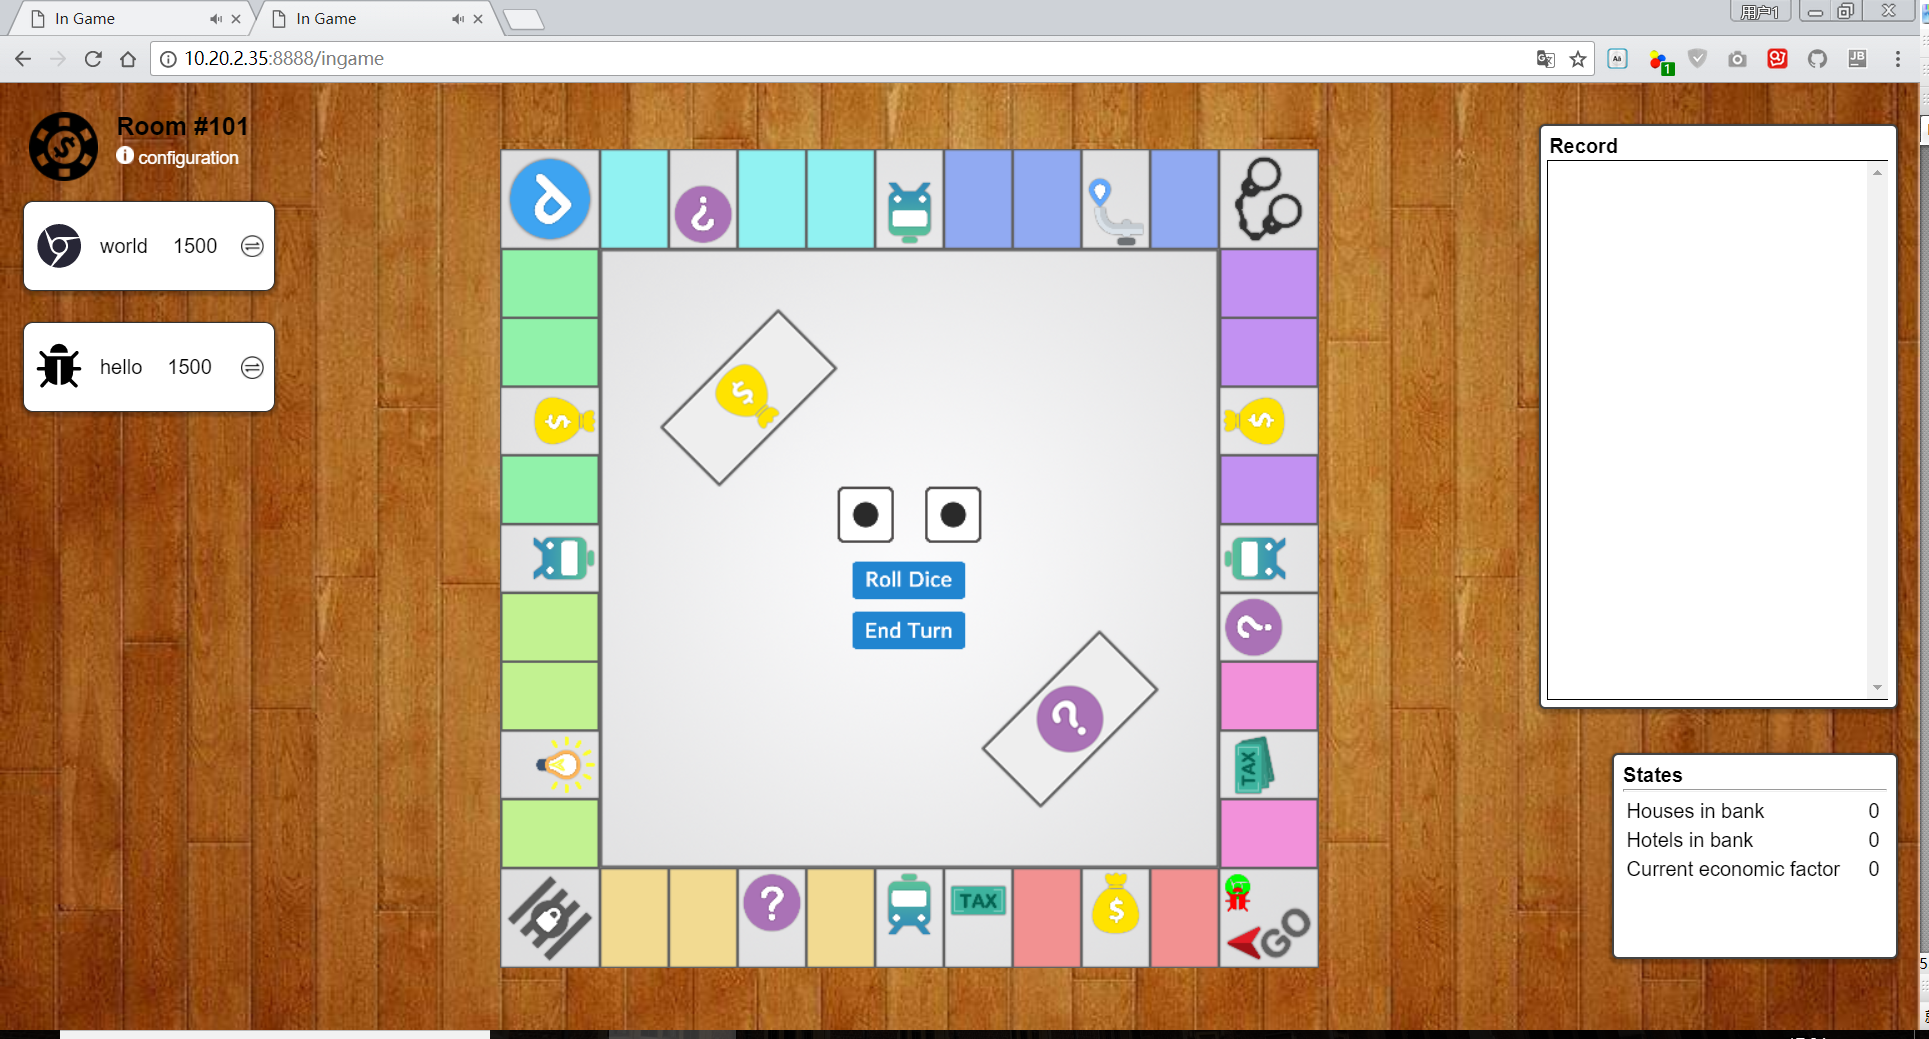 In Game
In Game
用户1
10.20.2.35:8888/ingame
Room #101
configuration
world 1500
hello 1500
Roll Dice
End Turn
TAX
TAX
GO
Record
States
Houses in bank 0
Hotels in bank 0
Current economic factor 0